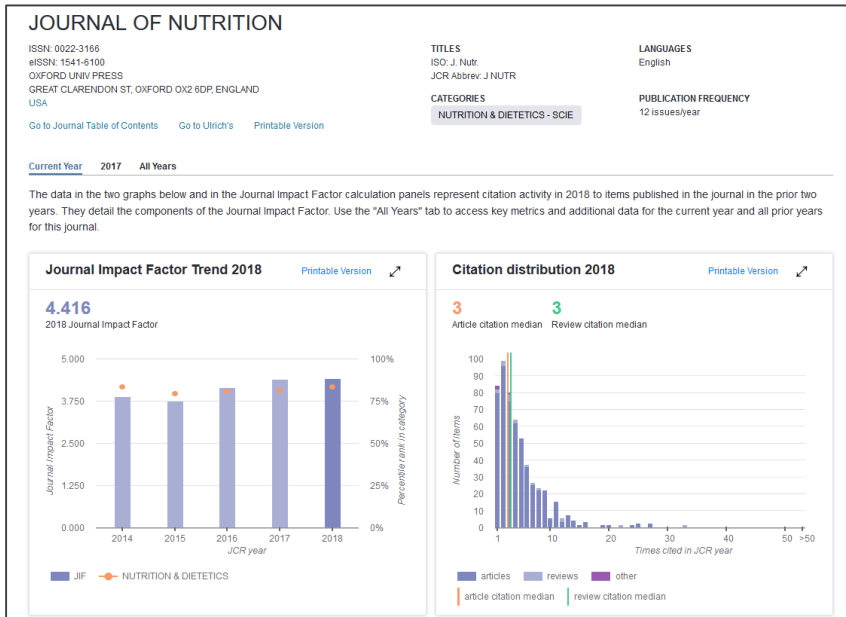 JOURNAL OF NUTRITION
ISSN: 0022-3166
eISSN: 1541-6100
OXFORD UNIV PRESS
GREAT CLARENDON ST, OXFORD OX2 6DP, ENGLAND
USA
Go to Journal Table of Contents Go to Ulrich's Printable Version
TITLES
ISO: J. Nutr.
JCR Abbrev: J NUTR
CATEGORIES
NUTRITION & DIETETICS - SCIE
LANGUAGES
English
PUBLICATION FREQUENCY
12 issues/year
Current Year 2017 All Years
The data in the two graphs below and in the Journal Impact Factor calculation panels represent citation activity in 2018 to items published in the journal in the prior two
years. They detail the components of the Journal Impact Factor. Use the "All Years" tab to access key metrics and additional data for the current year and all prior years
for this journal.
Journal Impact Factor Trend 2018 Printable Version
4.416
2018 Journal Impact Factor
5.000
3.750
2.500
1.250
0.000
Journal Impact Factor
100%
75%
50%
25%
0%
Percentile rank in category
2014 2015 2016 2017 2018
JCR year
JIF NUTRITION & DIETETICS
Citation distribution 2018 Printable Version
3 3
Article citation median Review citation median
100
90
80
70
60
50
40
30
20
10
0
Number of items
1 10 20 30 40 50 >50
Times cited in JCR year
articles reviews other
article citation median review citation median